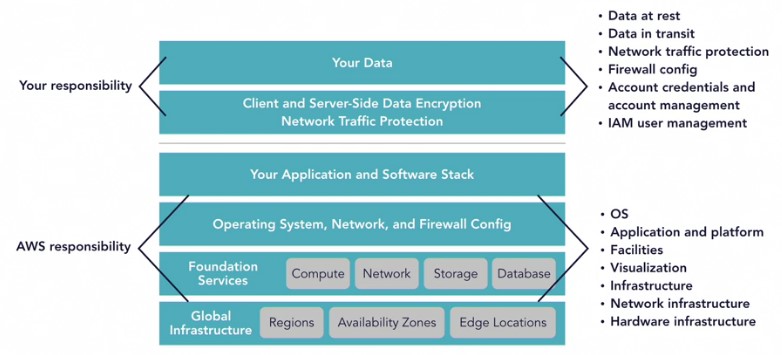 Your responsibility
Your Data
Client and Server-Side Data Encryption
Network Traffic Protection
• Data at rest
• Data in transit
• Network traffic protection
• Firewall config
• Account credentials and
account management
• IAM user management
AWS responsibility
Your Application and Software Stack
Operating System, Network, and Firewall Config
Foundation
Services
Compute
Network
Storage
Database
Global
Infrastructure
Regions
Availability Zones
Edge Locations
• OS
• Application and platform
• Facilities
• Visualization
• Infrastructure
• Network infrastructure
• Hardware infrastructure